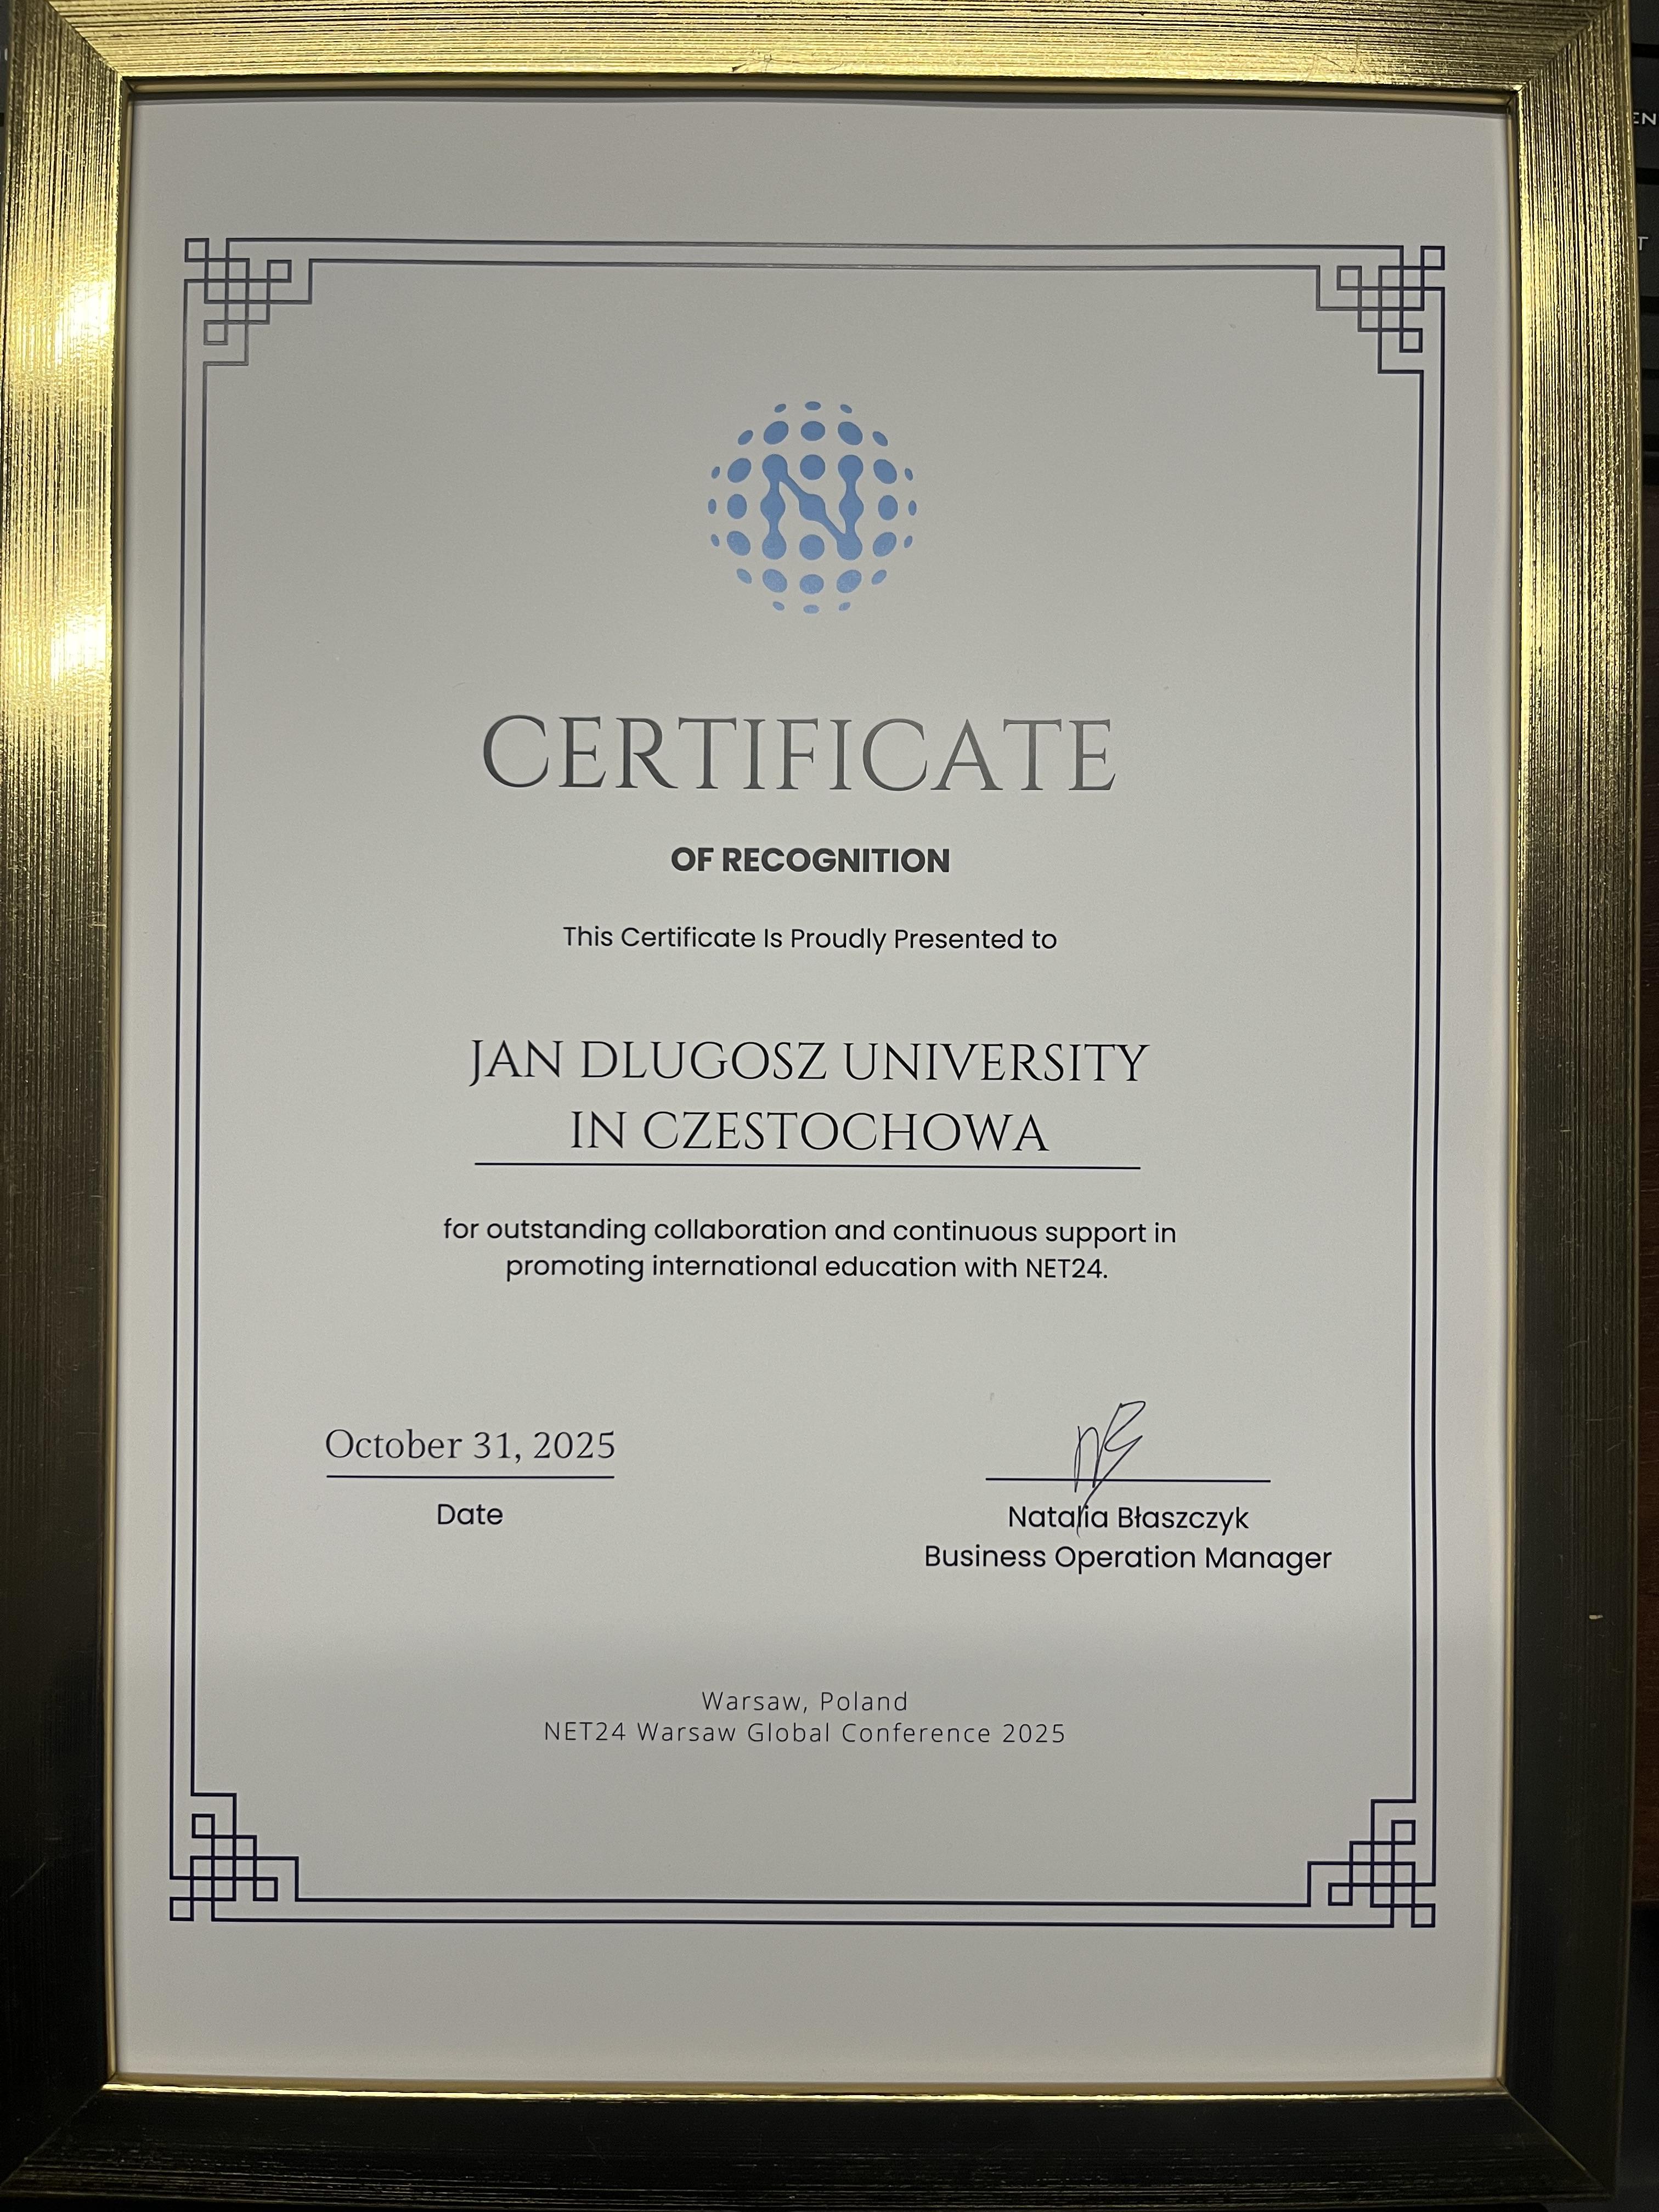 CERTIFICATE
OF RECOGNITION
This Certificate Is Proudly Presented to
JAN DLUGOSZ UNIVERSITY
IN CZESTOCHOWA
for outstanding collaboration and continuous support in
promoting international education with NET24.
October 31, 2025
Date
Natalia Błaszczyk
Business Operation Manager
Warsaw, Poland
NET24 Warsaw Global Conference 2025